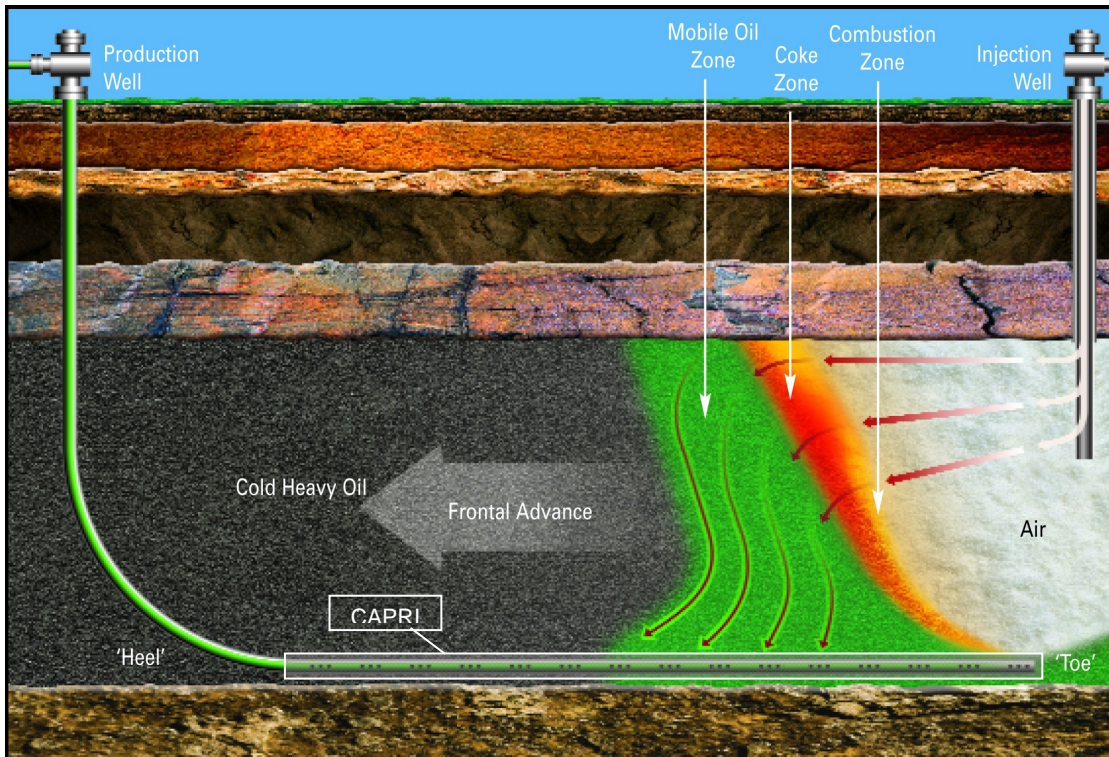 Production
Well
Mobile Oil
Zone
Coke
Zone
Combustion
Zone
Injection
Well
Cold Heavy Oil
Frontal Advance
Air
CAPRI
'Heel'
'Toe'